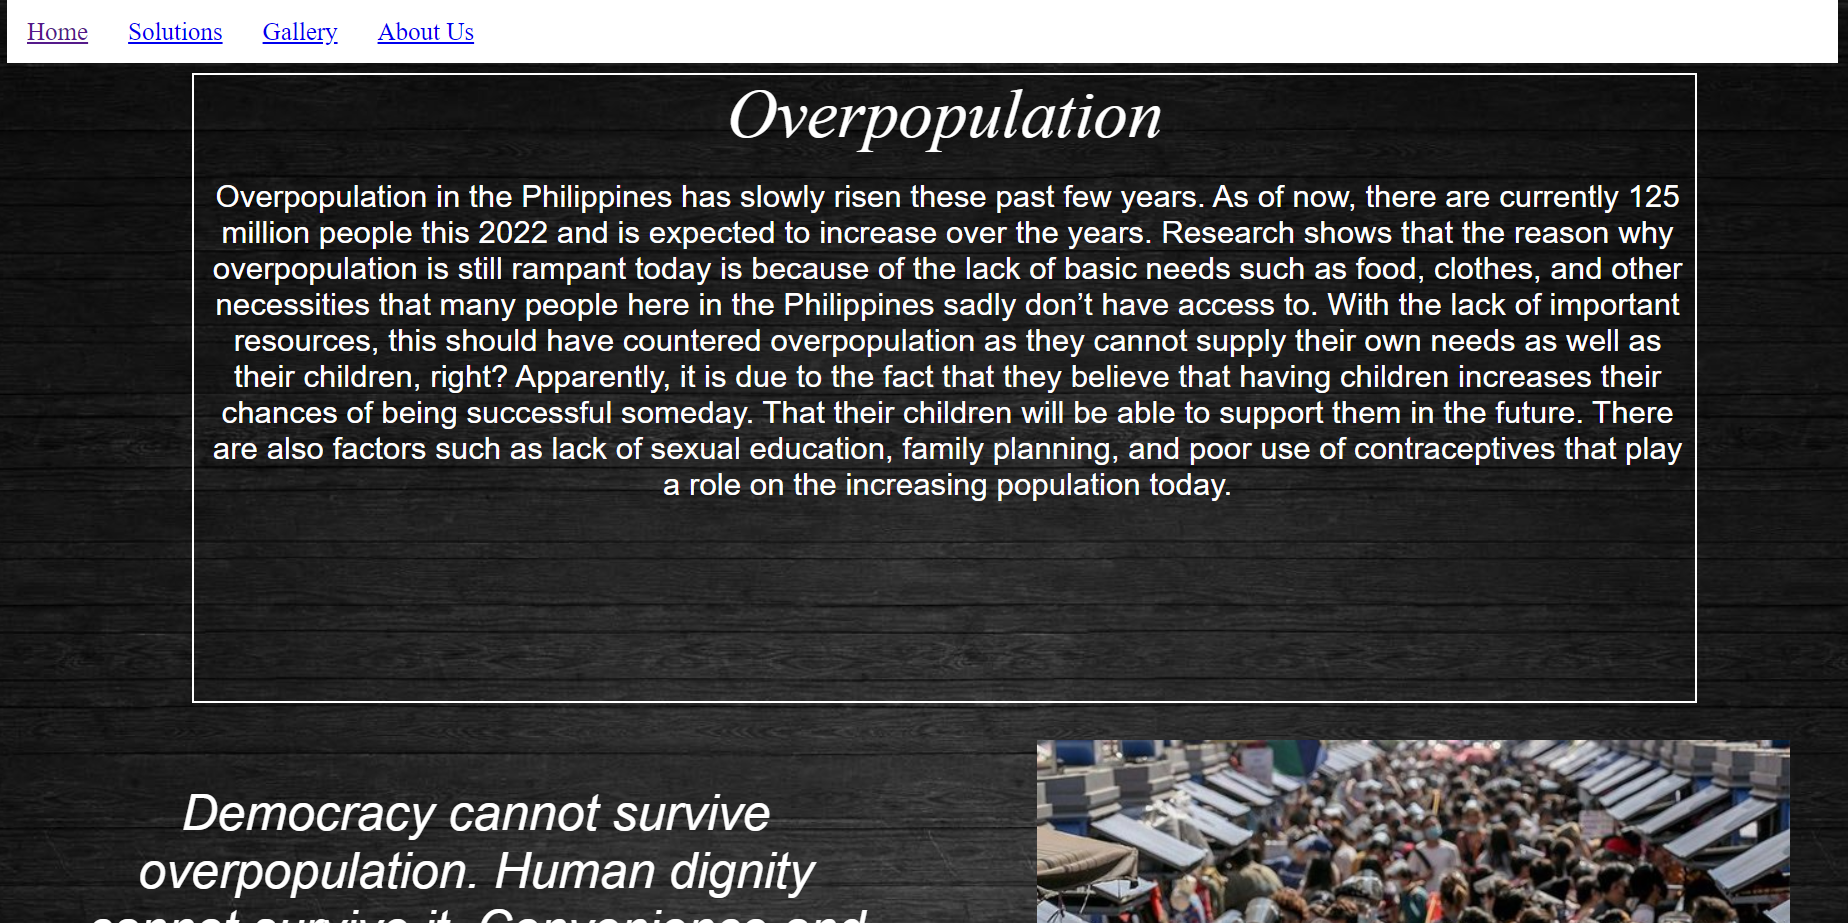 Home Solutions Gallery About Us
Overpopulation
Overpopulation in the Philippines has slowly risen these past few years. As of now, there are currently 125
million people this 2022 and is expected to increase over the years. Research shows that the reason why
overpopulation is still rampant today is because of the lack of basic needs such as food, clothes, and other
necessities that many people here in the Philippines sadly don’t have access to. With the lack of important
resources, this should have countered overpopulation as they cannot supply their own needs as well as
their children, right? Apparently, it is due to the fact that they believe that having children increases their
chances of being successful someday. That their children will be able to support them in the future. There
are also factors such as lack of sexual education, family planning, and poor use of contraceptives that play
a role on the increasing population today.
Democracy cannot survive
overpopulation. Human dignity
cannot survive it. Convenience and